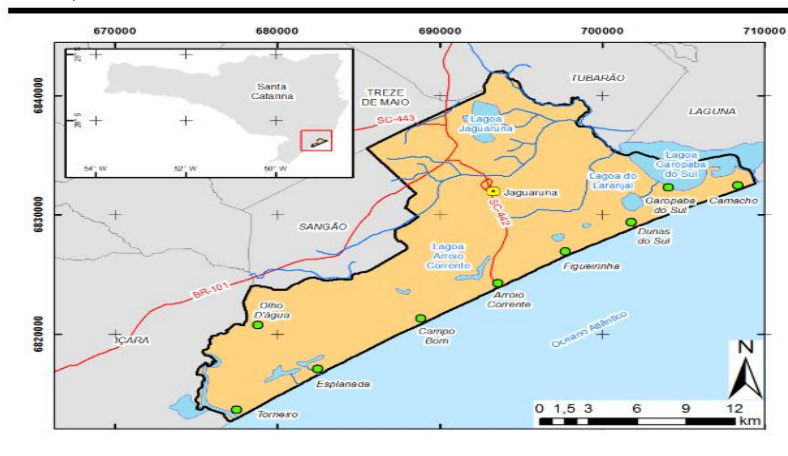 670000 680000 690000 700000 710000
6840000
6830000
6820000
Santa
Catarina
26°S
28°S
54° W 52° W 50° W
TREZE
DE MAIO
SC-443
TUBARÃO
LAGUNA
Lagoa
Jaguaruna
Lagoa
Garopaba
do Sul
Lagoa do
Laranjal
Jaguaruna
Garopaba
do Sul
Camacho
SC-442
SANGÃO
Dunas
do Sul
Lagoa
Arroio
Corrente
Figueirinha
BR-101
Arroio
Corrente
Olho
D'água
Campo
Bom
Oceano Atlântico
IÇARA
Esplanada
Torneiro
N
0 1,5 3 6 9 12
km